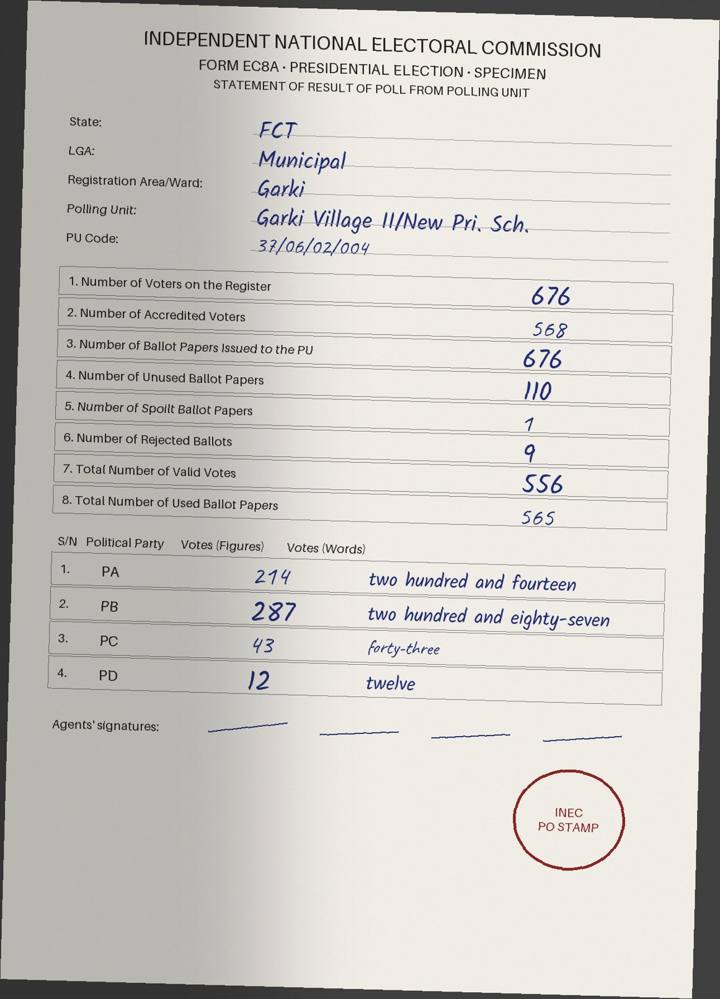 INDEPENDENT NATIONAL ELECTORAL COMMISSION
FORM EC8A · PRESIDENTIAL ELECTION · SPECIMEN
STATEMENT OF RESULT OF POLL FROM POLLING UNIT
State: FCT
LGA: Municipal
Registration Area/Ward: Garki
Polling Unit: Garki Village II/New Pri. Sch.
PU Code: 37/06/02/004
1. Number of Voters on the Register 676
2. Number of Accredited Voters 568
3. Number of Ballot Papers Issued to the PU 676
4. Number of Unused Ballot Papers 110
5. Number of Spoilt Ballot Papers 1
6. Number of Rejected Ballots 9
7. Total Number of Valid Votes 556
8. Total Number of Used Ballot Papers 565
S/N Political Party Votes (Figures) Votes (Words)
1. PA 214 two hundred and fourteen
2. PB 287 two hundred and eighty-seven
3. PC 43 forty-three
4. PD 12 twelve
Agents' signatures:
INEC
PO STAMP